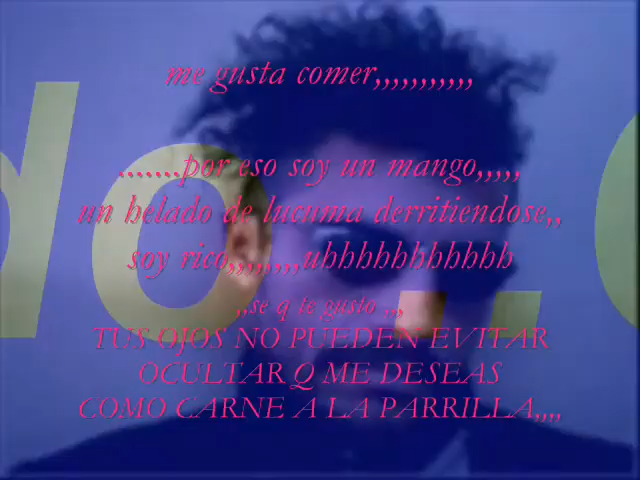 me gusta comer,,,,,,,,,,,
.......por eso soy un mango,,,,,
un helado de lucuma derritiendose,,
soy rico,,,,,,,,uhhhhhhhhhhh
,,se q te gusto ,,,
TUS OJOS NO PUEDEN EVITAR
OCULTAR Q ME DESEAS
COMO CARNE A LA PARRILLA,,,,
do